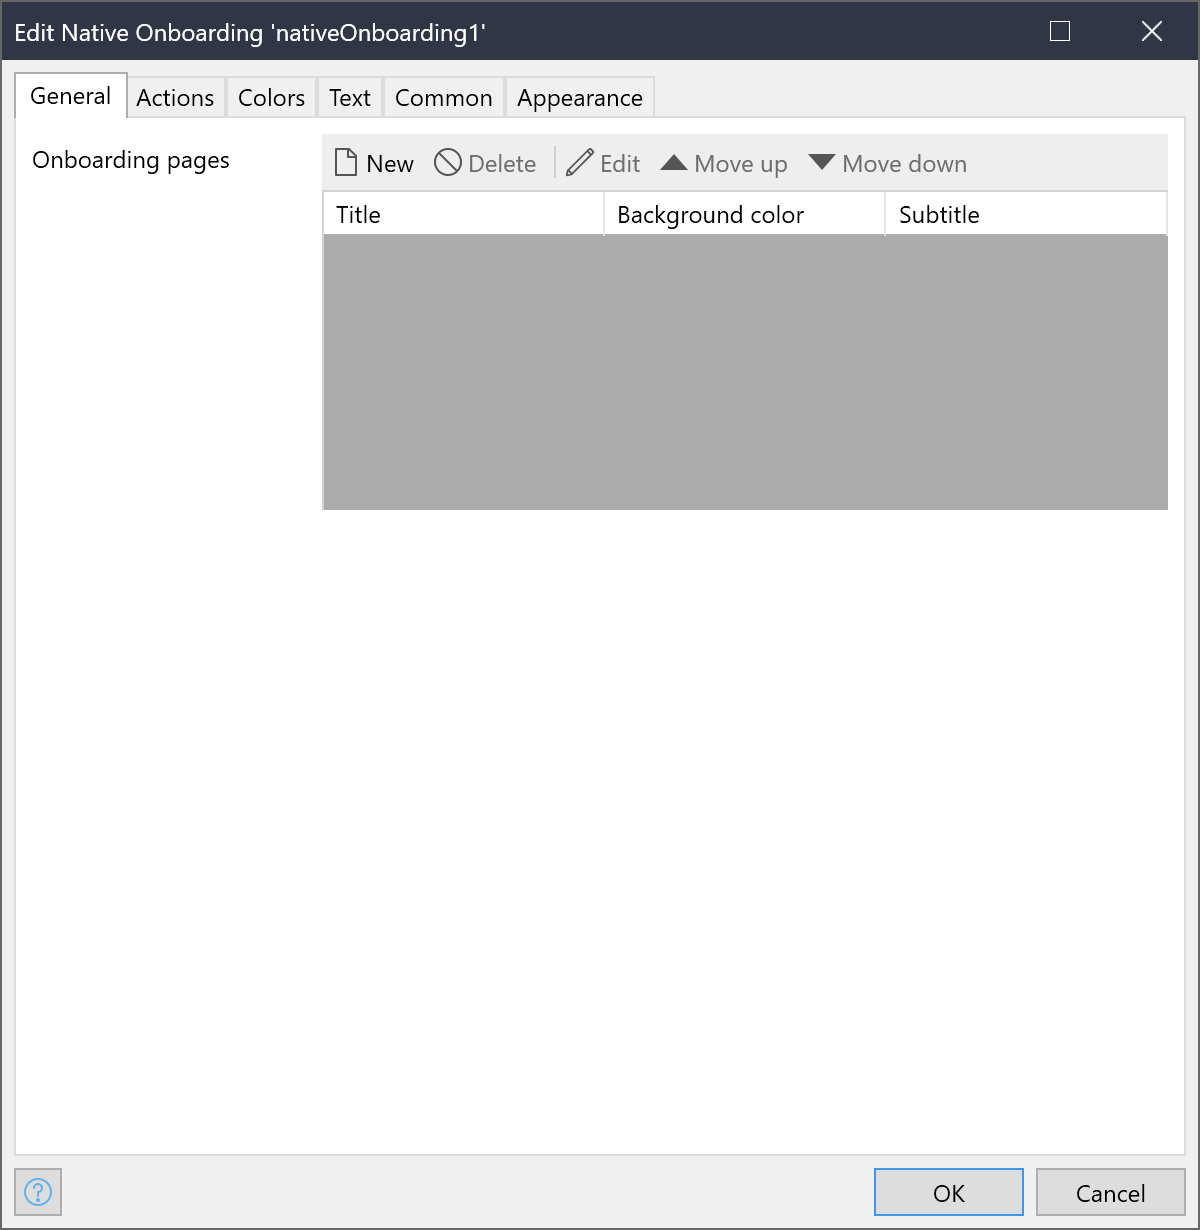 Edit Native Onboarding 'nativeOnboarding1'
General Actions Colors Text Common Appearance
Onboarding pages
New Delete Edit Move up Move down
Title Background color Subtitle
? OK Cancel